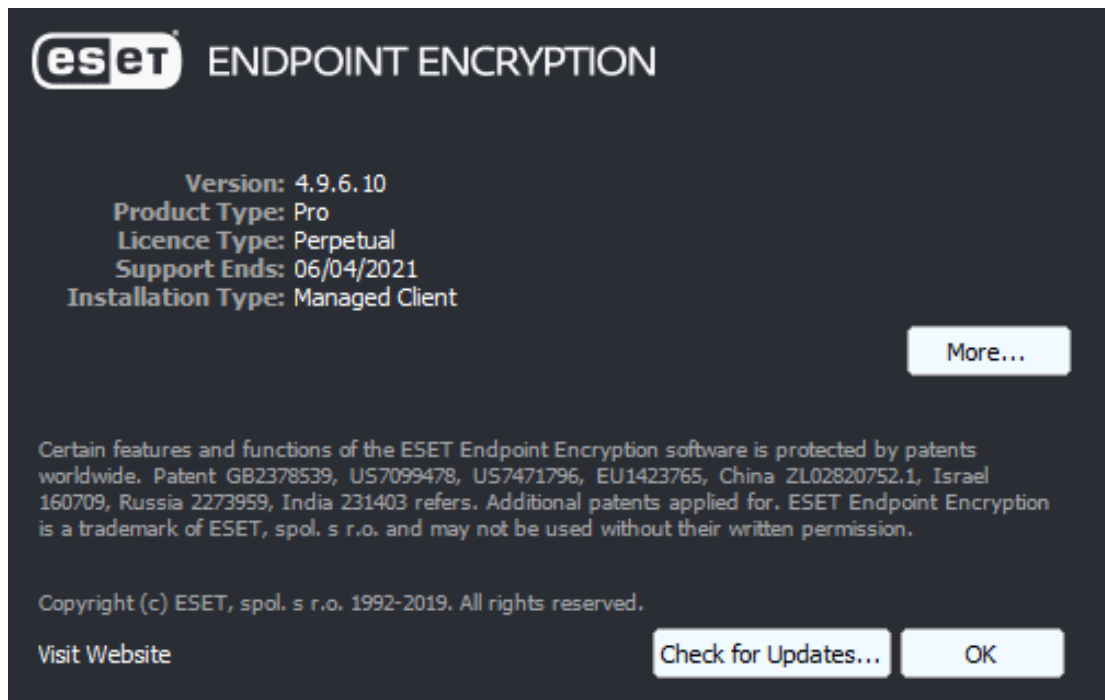 eset ENDPOINT ENCRYPTION
Version: 4.9.6.10
Product Type: Pro
Licence Type: Perpetual
Support Ends: 06/04/2021
Installation Type: Managed Client
More...
Certain features and functions of the ESET Endpoint Encryption software is protected by patents
worldwide. Patent GB2378539, US7099478, US7471796, EU1423765, China ZL02820752.1, Israel
160709, Russia 2273959, India 231403 refers. Additional patents applied for. ESET Endpoint Encryption
is a trademark of ESET, spol. s r.o. and may not be used without their written permission.
Copyright (c) ESET, spol. s r.o. 1992-2019. All rights reserved.
Visit Website Check for Updates... OK